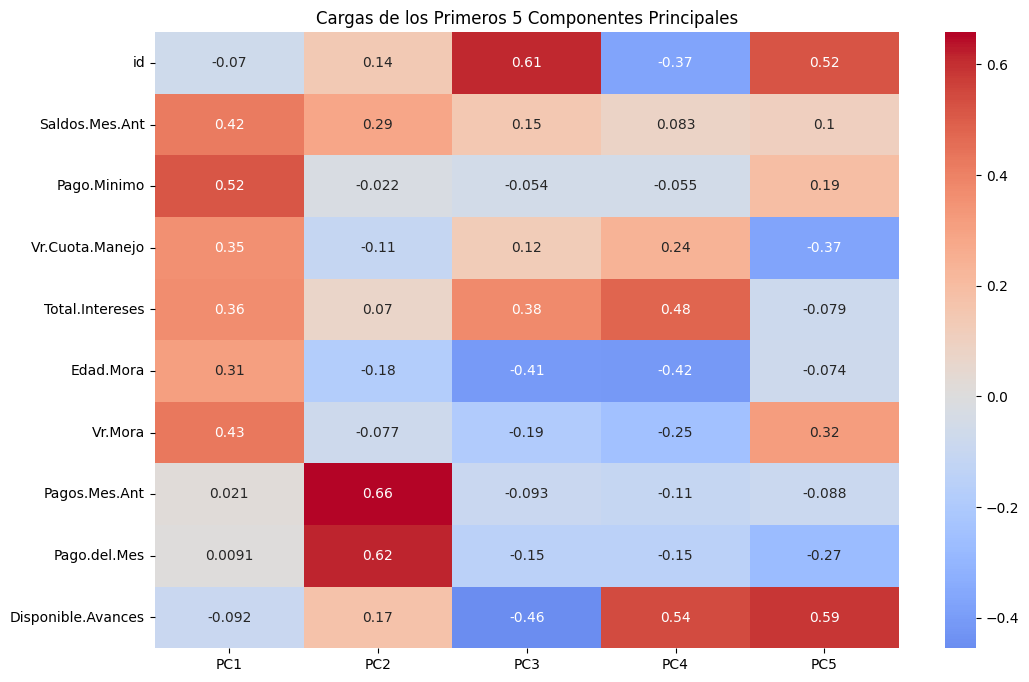 Cargas de los Primeros 5 Componentes Principales
id -0.07 0.14 0.61 -0.37 0.52
Saldos.Mes.Ant 0.42 0.29 0.15 0.083 0.1
Pago.Minimo 0.52 -0.022 -0.054 -0.055 0.19
Vr.Cuota.Manejo 0.35 -0.11 0.12 0.24 -0.37
Total.Intereses 0.36 0.07 0.38 0.48 -0.079
Edad.Mora 0.31 -0.18 -0.41 -0.42 -0.074
Vr.Mora 0.43 -0.077 -0.19 -0.25 0.32
Pagos.Mes.Ant 0.021 0.66 -0.093 -0.11 -0.088
Pago.del.Mes 0.0091 0.62 -0.15 -0.15 -0.27
Disponible.Avances -0.092 0.17 -0.46 0.54 0.59
PC1 PC2 PC3 PC4 PC5
0.6
0.4
0.2
0.0
−0.2
−0.4